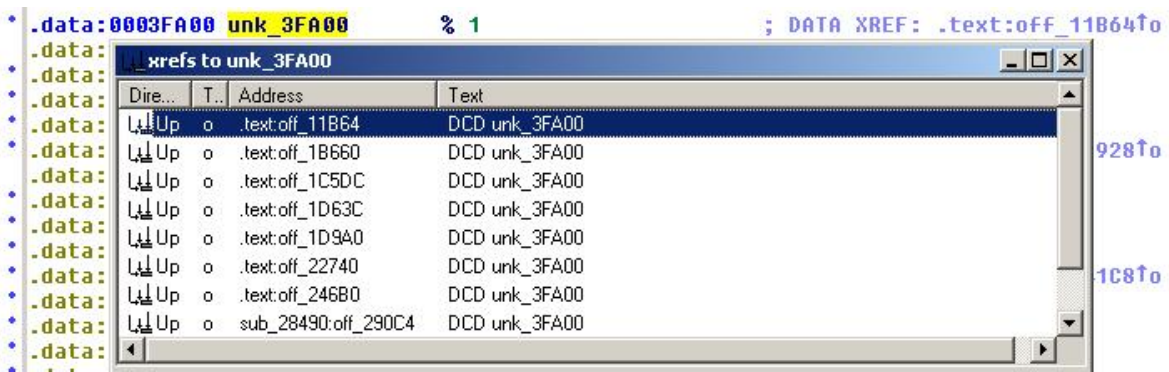 .data:0003FA00 unk_3FA00 % 1 ; DATA XREF: .text:off_11B64↑o
.data:
xrefs to unk_3FA00
.data:
Dire... T.. Address Text
.data:
Up o .text:off_11B64 DCD unk_3FA00
.data:
Up o .text:off_1B660 DCD unk_3FA00
.data: 928↑o
Up o .text:off_1C5DC DCD unk_3FA00
.data:
Up o .text:off_1D63C DCD unk_3FA00
.data:
Up o .text:off_1D9A0 DCD unk_3FA00
.data:
Up o .text:off_22740 DCD unk_3FA00
.data: 1C8↑o
Up o .text:off_246B0 DCD unk_3FA00
.data:
Up o sub_28490:off_290C4 DCD unk_3FA00
.data:
.data: